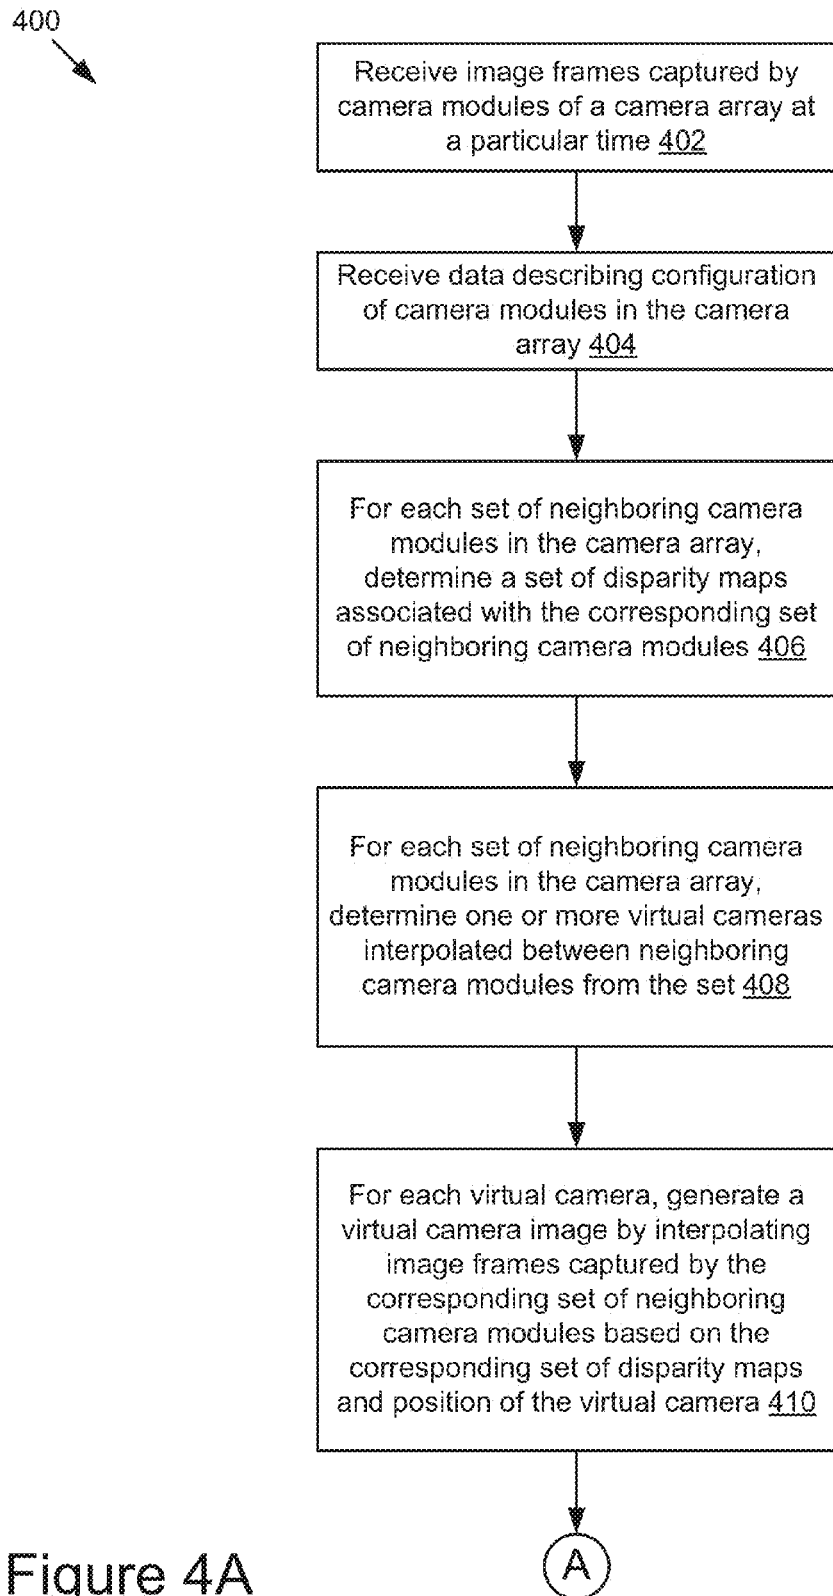 400
Receive image frames captured by
camera modules of a camera array at
a particular time 402
Receive data describing configuration
of camera modules in the camera
array 404
For each set of neighboring camera
modules in the camera array,
determine a set of disparity maps
associated with the corresponding set
of neighboring camera modules 406
For each set of neighboring camera
modules in the camera array,
determine one or more virtual cameras
interpolated between neighboring
camera modules from the set 408
For each virtual camera, generate a
virtual camera image by interpolating
image frames captured by the
corresponding set of neighboring
camera modules based on the
corresponding set of disparity maps
and position of the virtual camera 410
A
Figure 4A